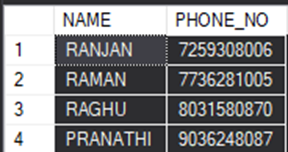 NAME PHONE_NO
1 RANJAN 7259308006
2 RAMAN 7736281005
3 RAGHU 8031580870
4 PRANATHI 9036248087